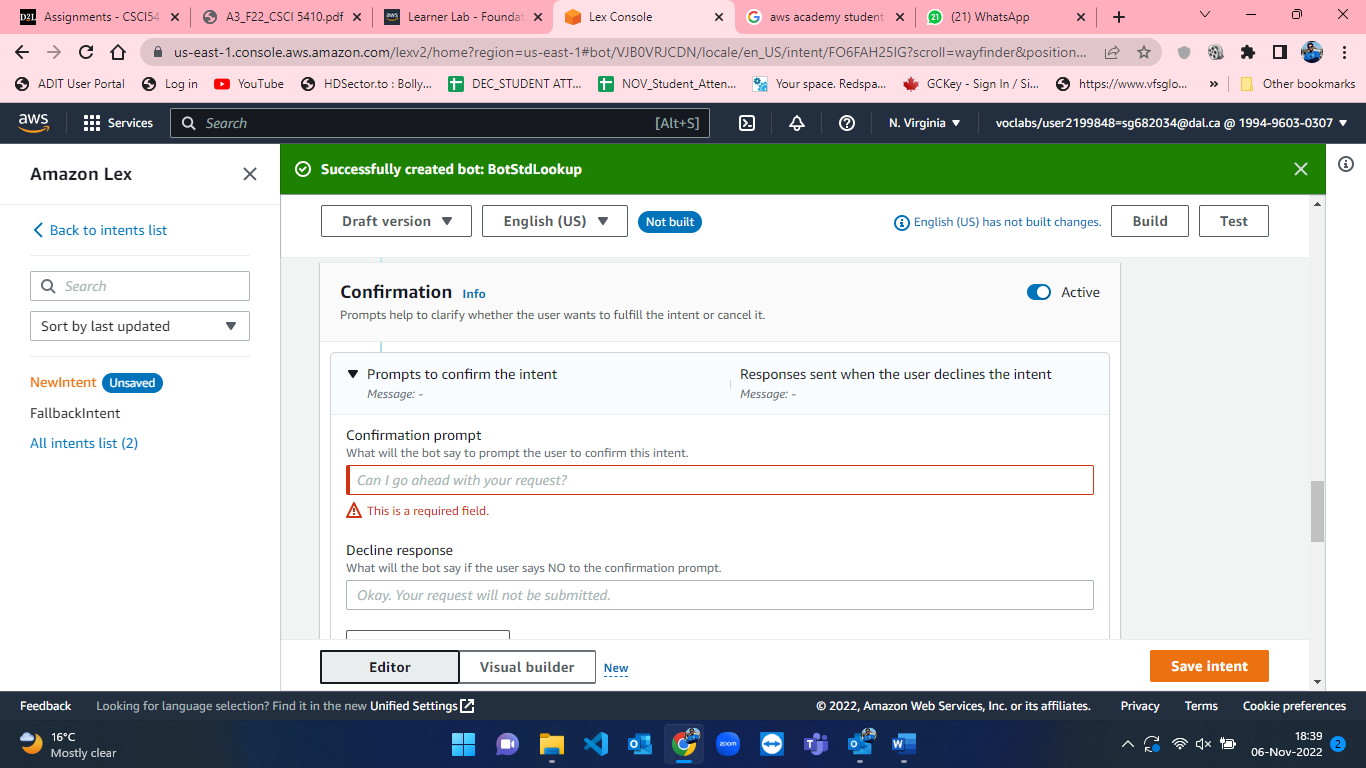 D2L Assignments - CSCI54
A3_F22_CSCI 5410.pdf
aws Learner Lab - Foundat
Lex Console
aws academy student
(21) WhatsApp
us-east-1.console.aws.amazon.com/lexv2/home?region=us-east-1#bot/VJB0VRJCDN/locale/en_US/intent/FO6FAH25IG?scroll=wayfinder&position...
ADIT User Portal
Log in
YouTube
HDSector.to : Bolly...
DEC_STUDENT ATT...
NOV_Student_Atten...
Your space. Redspa...
GCKey - Sign In / Si...
https://www.vfsglo...
»
Other bookmarks
aws
Services
Search
[Alt+S]
N. Virginia
voclabs/user2199848=sg682034@dal.ca @ 1994-9603-0307
Amazon Lex
Successfully created bot: BotStdLookup
Back to intents list
Search
Sort by last updated
NewIntent Unsaved
FallbackIntent
All intents list (2)
Draft version
English (US)
Not built
English (US) has not built changes.
Build
Test
Confirmation Info
Active
Prompts help to clarify whether the user wants to fulfill the intent or cancel it.
Prompts to confirm the intent
Message: -
Responses sent when the user declines the intent
Message: -
Confirmation prompt
What will the bot say to prompt the user to confirm this intent.
Can I go ahead with your request?
This is a required field.
Decline response
What will the bot say if the user says NO to the confirmation prompt.
Okay. Your request will not be submitted.
Editor
Visual builder
New
Save intent
Feedback
Looking for language selection? Find it in the new Unified Settings
© 2022, Amazon Web Services, Inc. or its affiliates.
Privacy
Terms
Cookie preferences
16°C
Mostly clear
zoom
18:39
06-Nov-2022
2